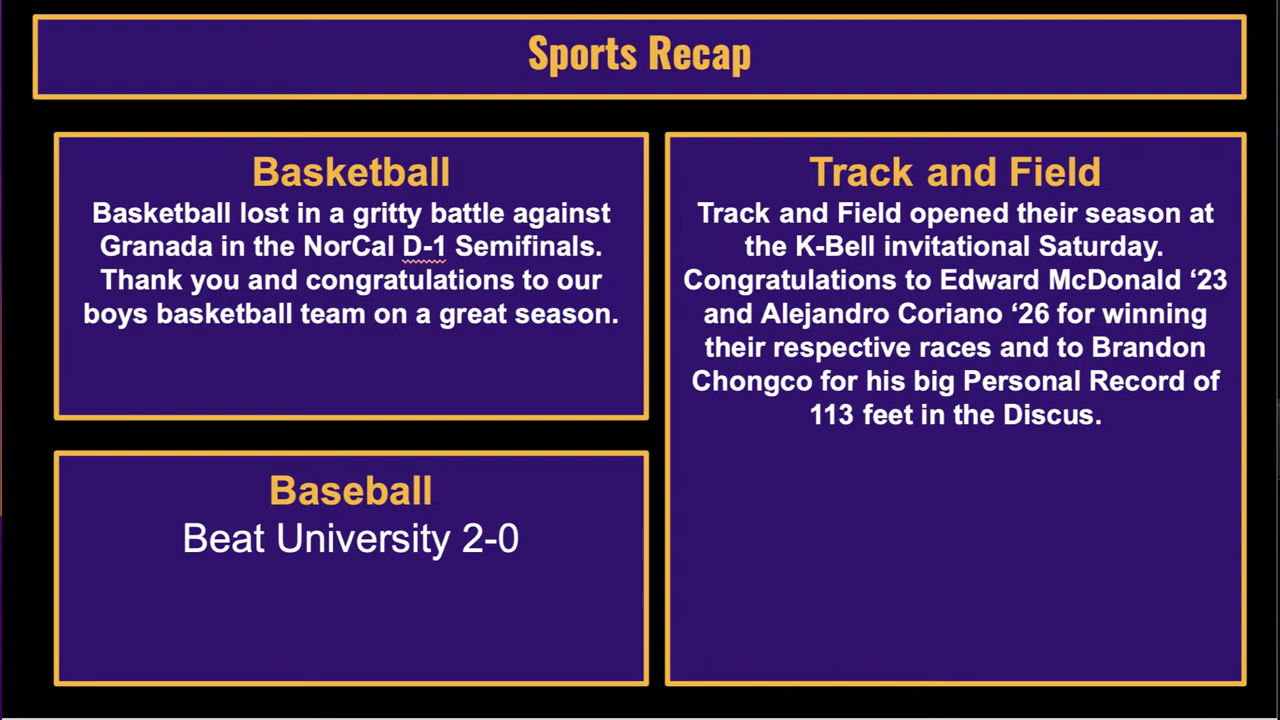 Sports Recap
Basketball
Basketball lost in a gritty battle against
Granada in the NorCal D-1 Semifinals.
Thank you and congratulations to our
boys basketball team on a great season.
Baseball
Beat University 2-0
Track and Field
Track and Field opened their season at
the K-Bell invitational Saturday.
Congratulations to Edward McDonald ‘23
and Alejandro Coriano ‘26 for winning
their respective races and to Brandon
Chongco for his big Personal Record of
113 feet in the Discus.